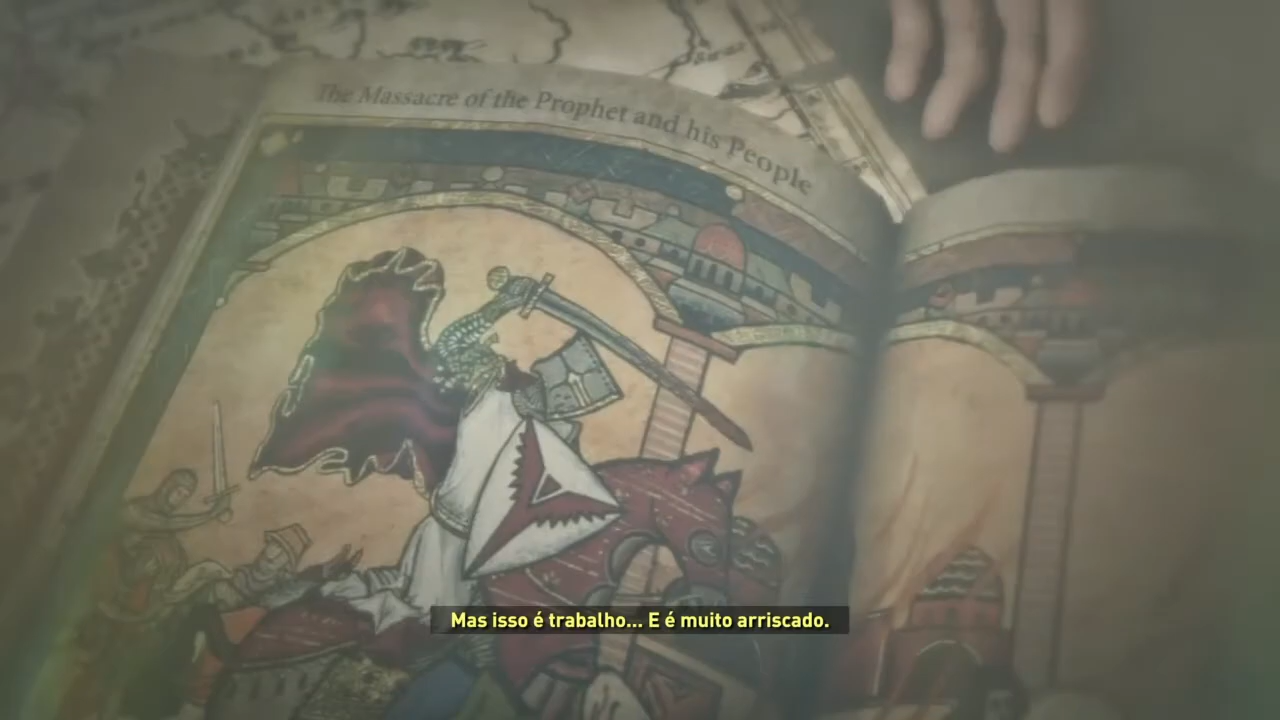 The Massacre of the Prophet and his People
Mas isso é trabalho... E é muito arriscado.